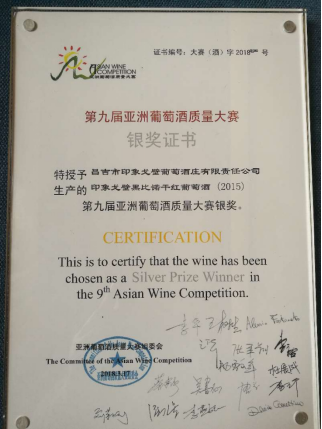 证书编号：大赛（酒）字 2018 号
ASIAN WINE
COMPETITION
亚洲葡萄酒质量大赛
第九届亚洲葡萄酒质量大赛
银奖证书
特授予 昌吉市印象戈壁葡萄酒庄有限责任公司
生产的 印象戈壁黑比诺干红葡萄酒（2015）
第九届亚洲葡萄酒质量大赛银奖。
CERTIFICATION
This is to certify that the wine has been
chosen as a Silver Prize Winner in
the 9th Asian Wine Competition.
亚洲葡萄酒质量大赛组委会
The Committee of the Asian Wine Competition
2018.3.17